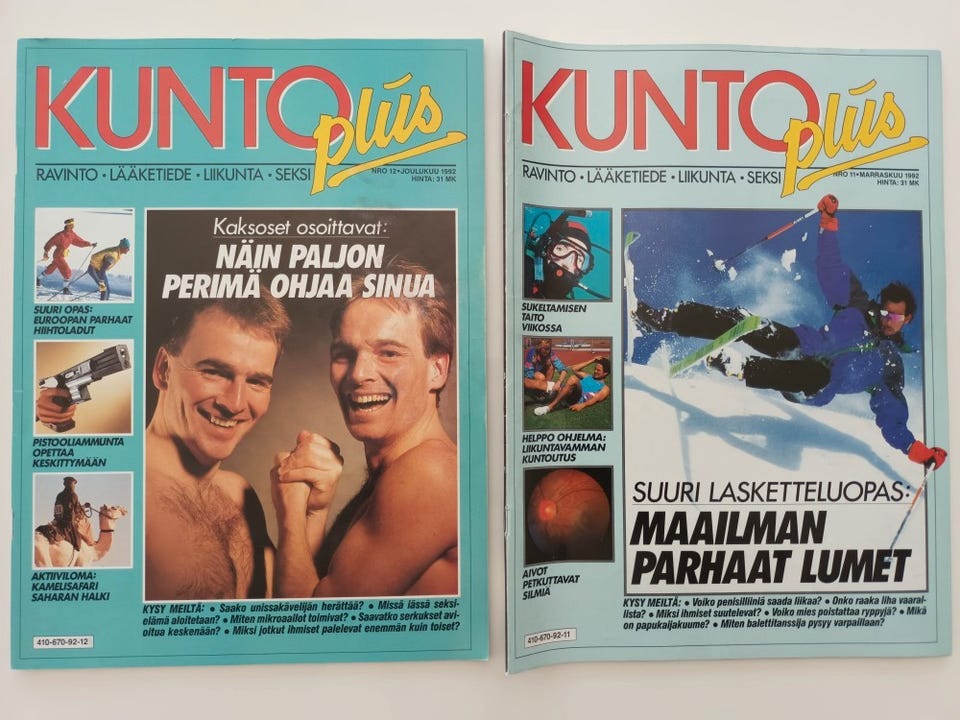 KUNTO plus
RAVINTO • LÄÄKETIEDE • LIIKUNTA • SEKSI
NRO 12 • JOULUKUU 1992
HINTA: 31 MK
Kaksoset osoittavat:
NÄIN PALJON
PERIMÄ OHJAA SINUA
SUURI OPAS:
EUROOPAN PARHAAT
HIIHTOLADUT
PISTOOLIAMMUNTA
OPETTAA
KESKITTYMÄÄN
AKTIIVILOMA:
KAMELISAFARI
SAHARAN HALKI
KYSY MEILTÄ: • Saako unissakävelijän herättää? • Missä iässä seksi-
elämä aloitetaan? • Miten mikroaallot toimivat? • Saavatko serkukset avi-
oitua keskenään? • Miksi jotkut ihmiset palelevat enemmän kuin toiset?
410-670-92-12
KUNTO plus
RAVINTO • LÄÄKETIEDE • LIIKUNTA • SEKSI
NRO 11 • MARRASKUU 1992
HINTA: 31 MK
SUKELTAMISEN
TAITO
VIIKOSSA
HELPPO OHJELMA:
LIIKUNTAVAMMAN
KUNTOUTUS
AIVOT
PETKUTTAVAT
SILMIÄ
SUURI LASKETTELUOPAS:
MAAILMAN
PARHAAT LUMET
KYSY MEILTÄ: • Voiko penisilliiniä saada liikaa? • Onko raaka liha vaaral-
lista? • Miksi ihmiset suutelevat? • Voiko mies poistattaa ryppyjä? • Mikä
on papukaijakuume? • Miten balettitanssija pysyy varpaillaan?
410-670-92-11